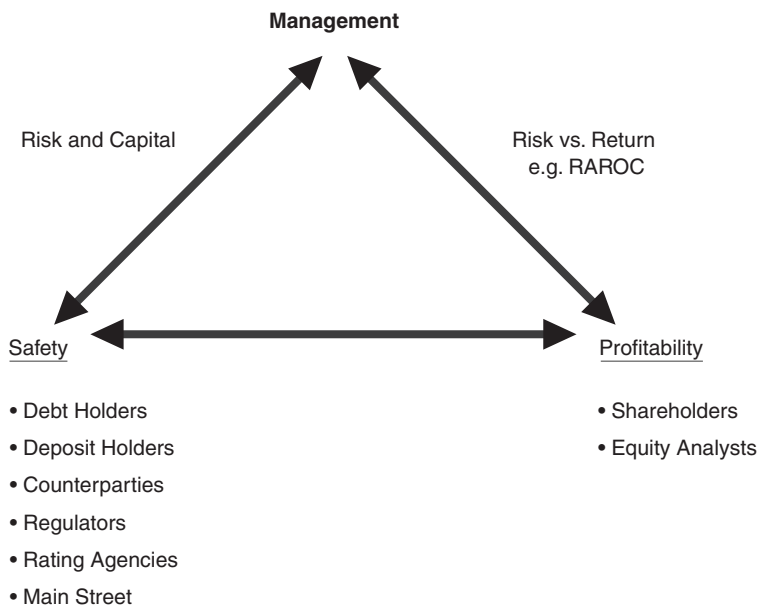 Management
Risk and Capital
Risk vs. Return
e.g. RAROC
Safety
Profitability
• Debt Holders
• Deposit Holders
• Counterparties
• Regulators
• Rating Agencies
• Main Street
• Shareholders
• Equity Analysts